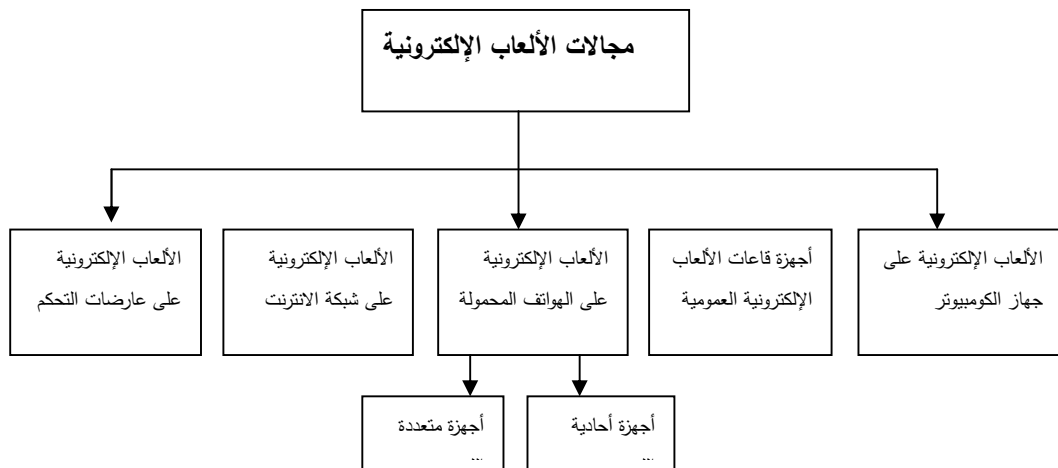 مجالات الألعاب الإلكترونية
الألعاب الإلكترونية على
جهاز الكومبيوتر
أجهزة قاعات الألعاب
الإلكترونية العمومية
الألعاب الإلكترونية
على الهواتف المحمولة
الألعاب الإلكترونية
على شبكة الانترنت
الألعاب الإلكترونية
على عارضات التحكم
أجهزة أحادية
أجهزة متعددة